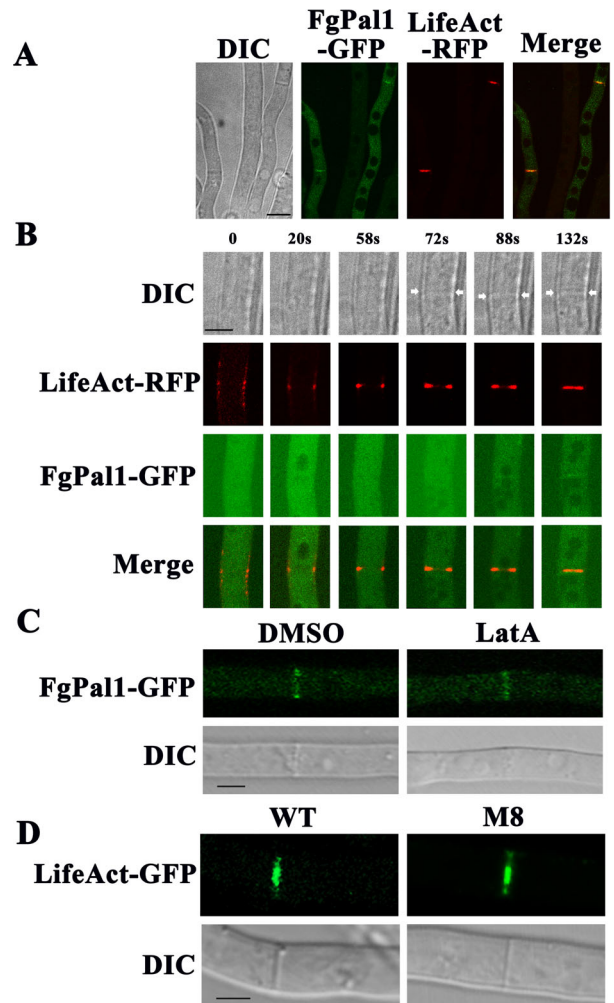 A
DIC
FgPal1
-GFP
LifeAct
-RFP
Merge
B
0 20s 58s 72s 88s 132s
DIC
LifeAct-RFP
FgPal1-GFP
Merge
C
DMSO LatA
FgPal1-GFP
DIC
D
WT M8
LifeAct-GFP
DIC